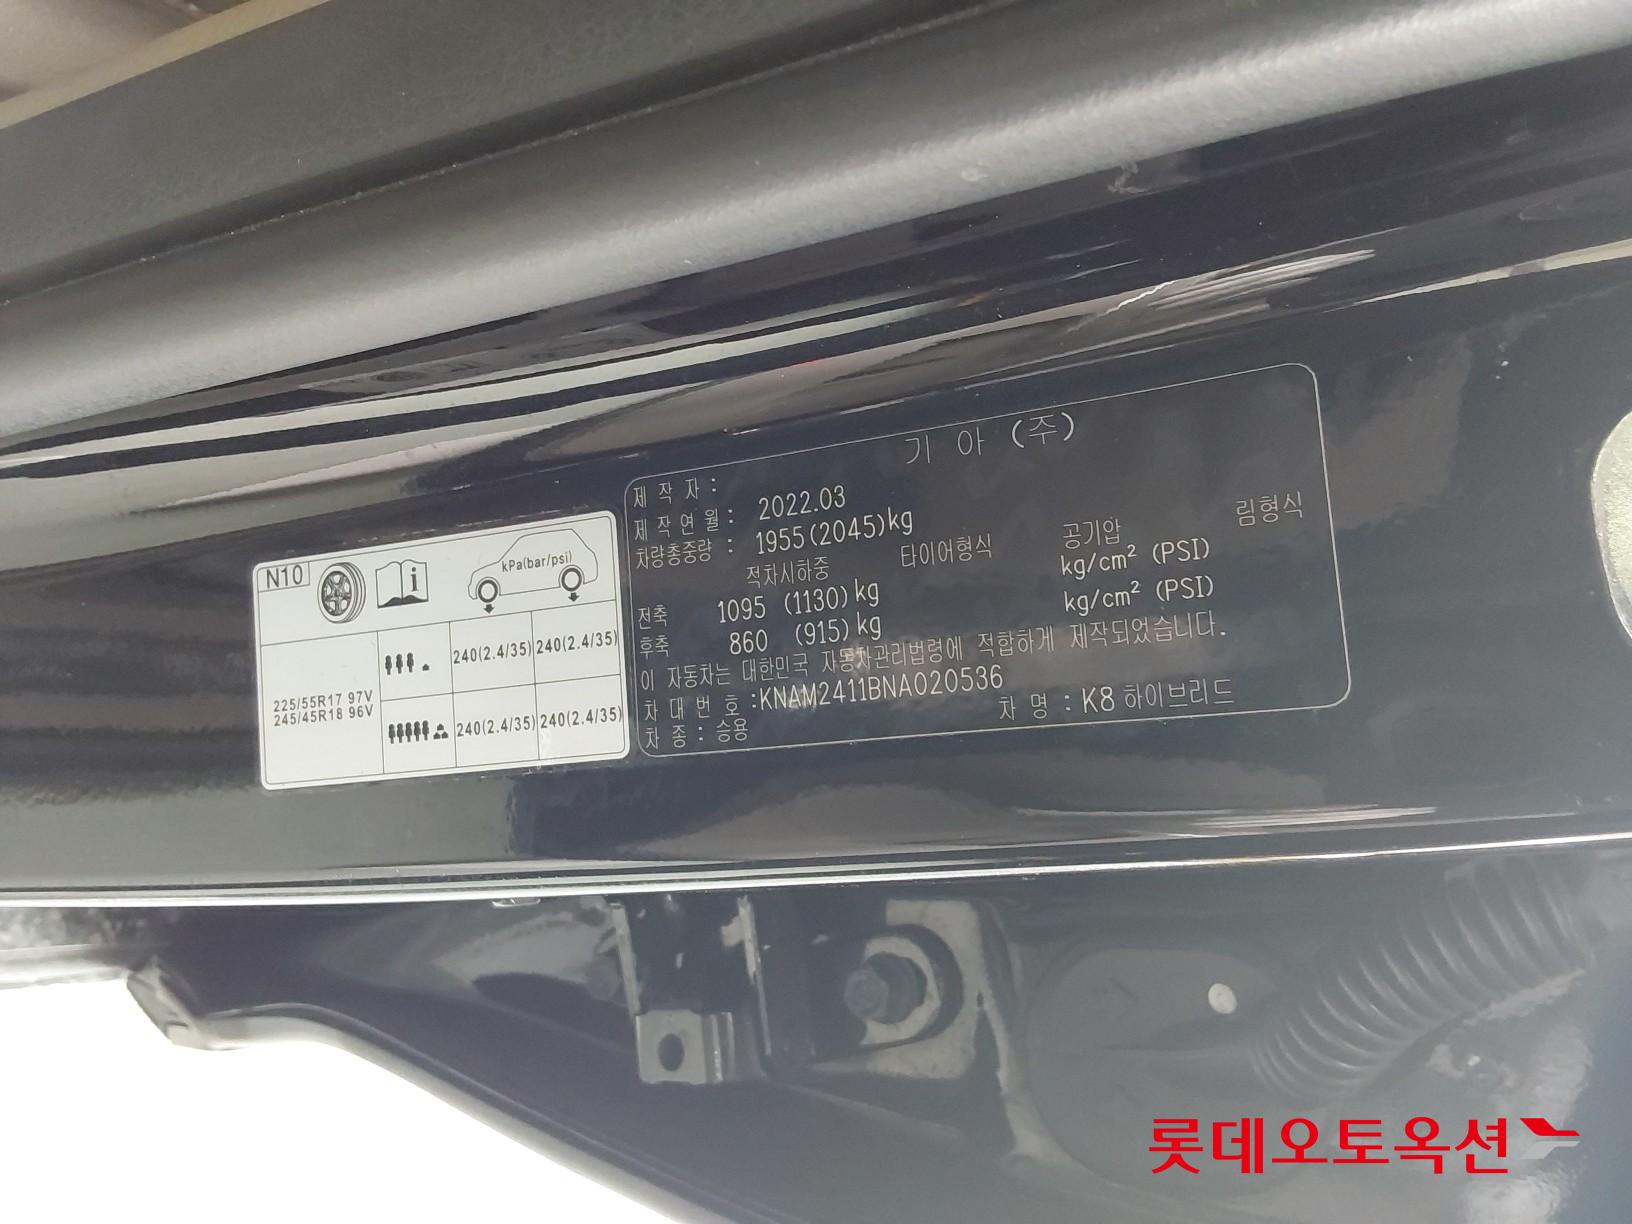 N10
kPa(bar/psi)
225/55R17 97V
245/45R18 96V
240(2.4/35) 240(2.4/35)
240(2.4/35) 240(2.4/35)
제 작 자 : 기 아 (주)
제 작 연 월 : 2022.03
차량총중량 : 1955(2045)kg
적차시하중 타이어형식 공기압 림형식
전축 1095 (1130)kg kg/cm² (PSI)
후축 860 (915)kg kg/cm² (PSI)
이 자동차는 대한민국 자동차관리법령에 적합하게 제작되었습니다.
차 대 번 호 :KNAM2411BNA020536
차 종 : 승용 차 명 : K8 하이브리드
롯데오토옥션